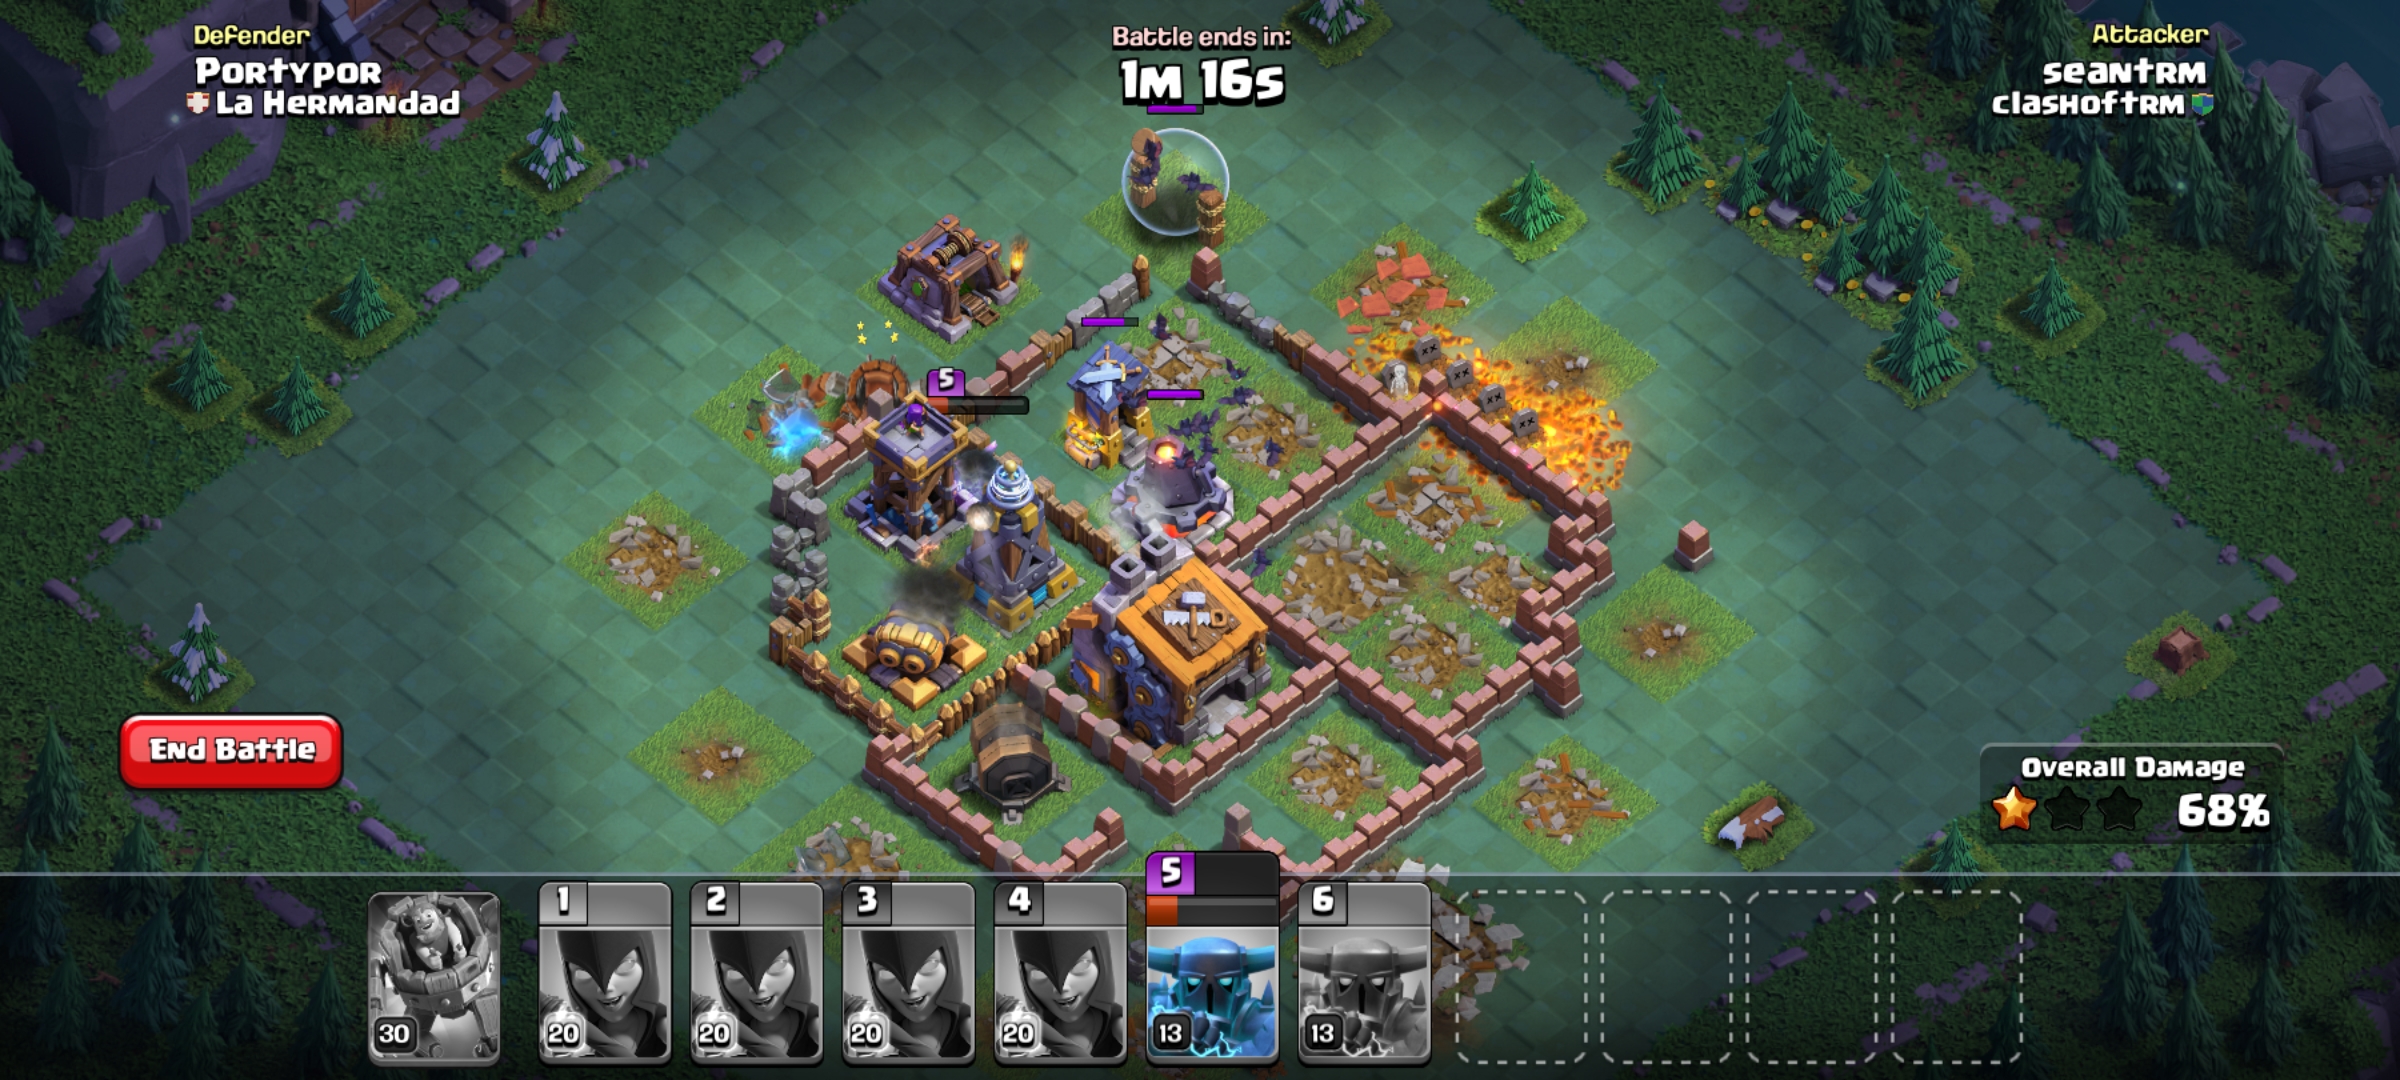 Defender
Portypor
La Hermandad
Battle ends in:
1m 16s
Attacker
seantrm
clashoftrm
5
End Battle
Overall Damage
68%
30
1
20
2
20
3
20
4
20
5
13
6
13